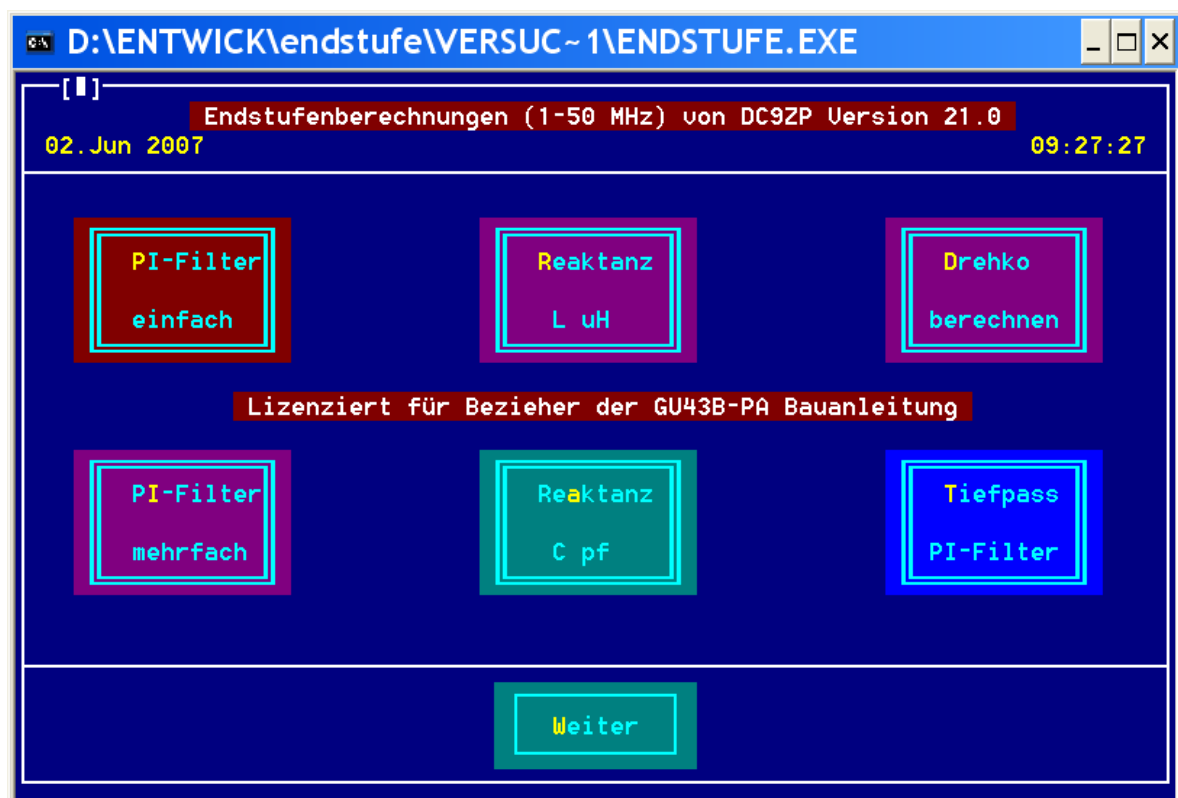 D:\ENTWICK\endstufe\VERSUC~1\ENDSTUFE.EXE
Endstufenberechnungen (1-50 MHz) von DC9ZP Version 21.0
02.Jun 2007 09:27:27
PI-Filter Reaktanz Drehko
einfach L uH berechnen
Lizenziert für Bezieher der GU43B-PA Bauanleitung
PI-Filter Reaktanz Tiefpass
mehrfach C pf PI-Filter
Weiter